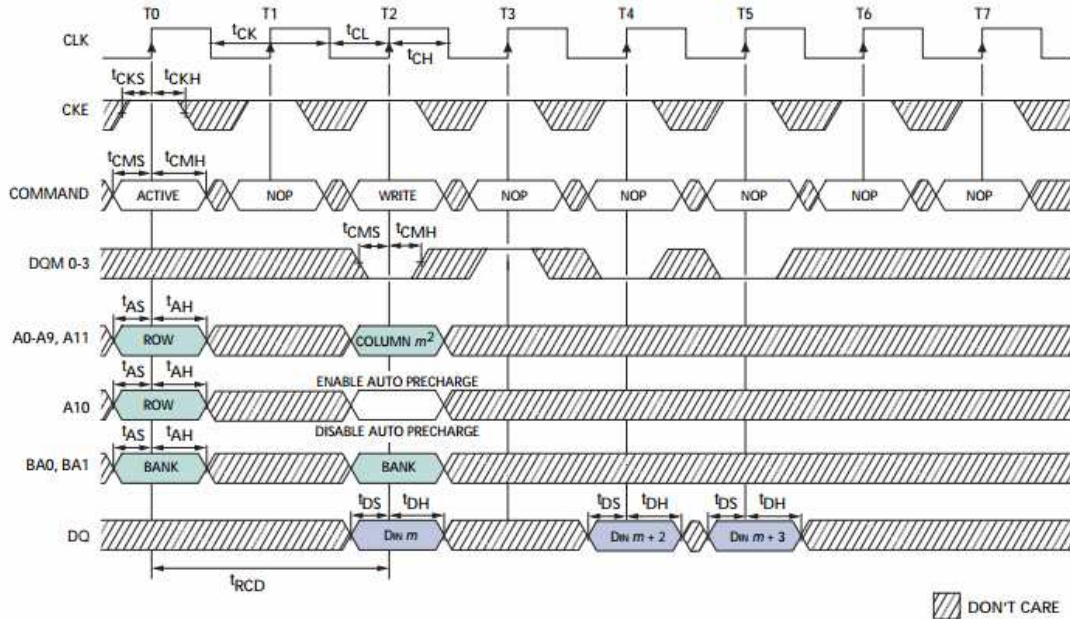 T0 T1 T2 T3 T4 T5 T6 T7
CLK tCK tCL tCH
tCKS tCKH
CKE
tCMS tCMH
COMMAND ACTIVE NOP WRITE NOP NOP NOP NOP NOP
tCMS tCMH
DQM 0-3
tAS tAH
A0-A9, A11 ROW COLUMN m2
tAS tAH ENABLE AUTO PRECHARGE
A10 ROW
DISABLE AUTO PRECHARGE
tAS tAH
BA0, BA1 BANK BANK
tDS tDH tDS tDH tDS tDH
DQ DIN m DIN m + 2 DIN m + 3
tRCD
DON'T CARE